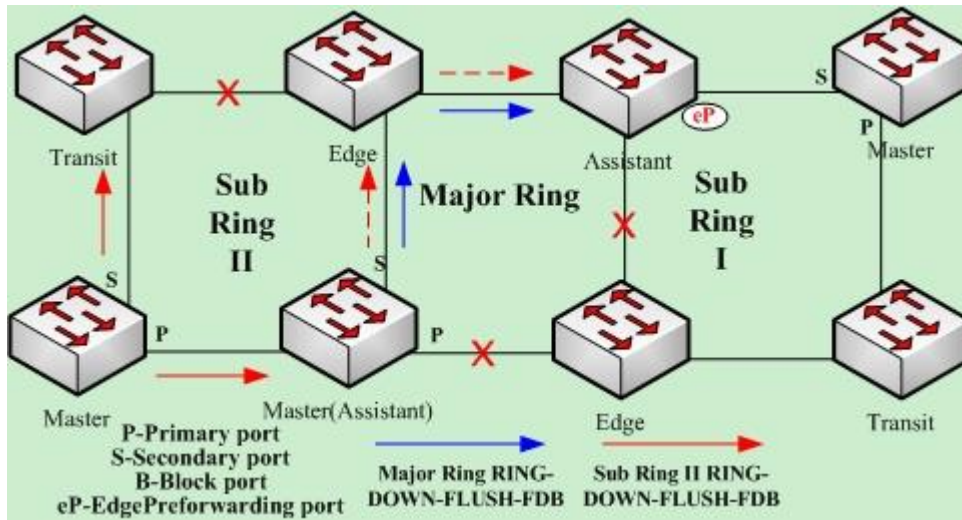 S
eP
P
Transit
Edge
Assistant
Master
Sub
Ring
II
Major Ring
Sub
Ring
I
S
S
P
P
Master
Master(Assistant)
Edge
Transit
P-Primary port
S-Secondary port
B-Block port
eP-EdgePreforwarding port
Major Ring RING-
DOWN-FLUSH-FDB
Sub Ring II RING-
DOWN-FLUSH-FDB